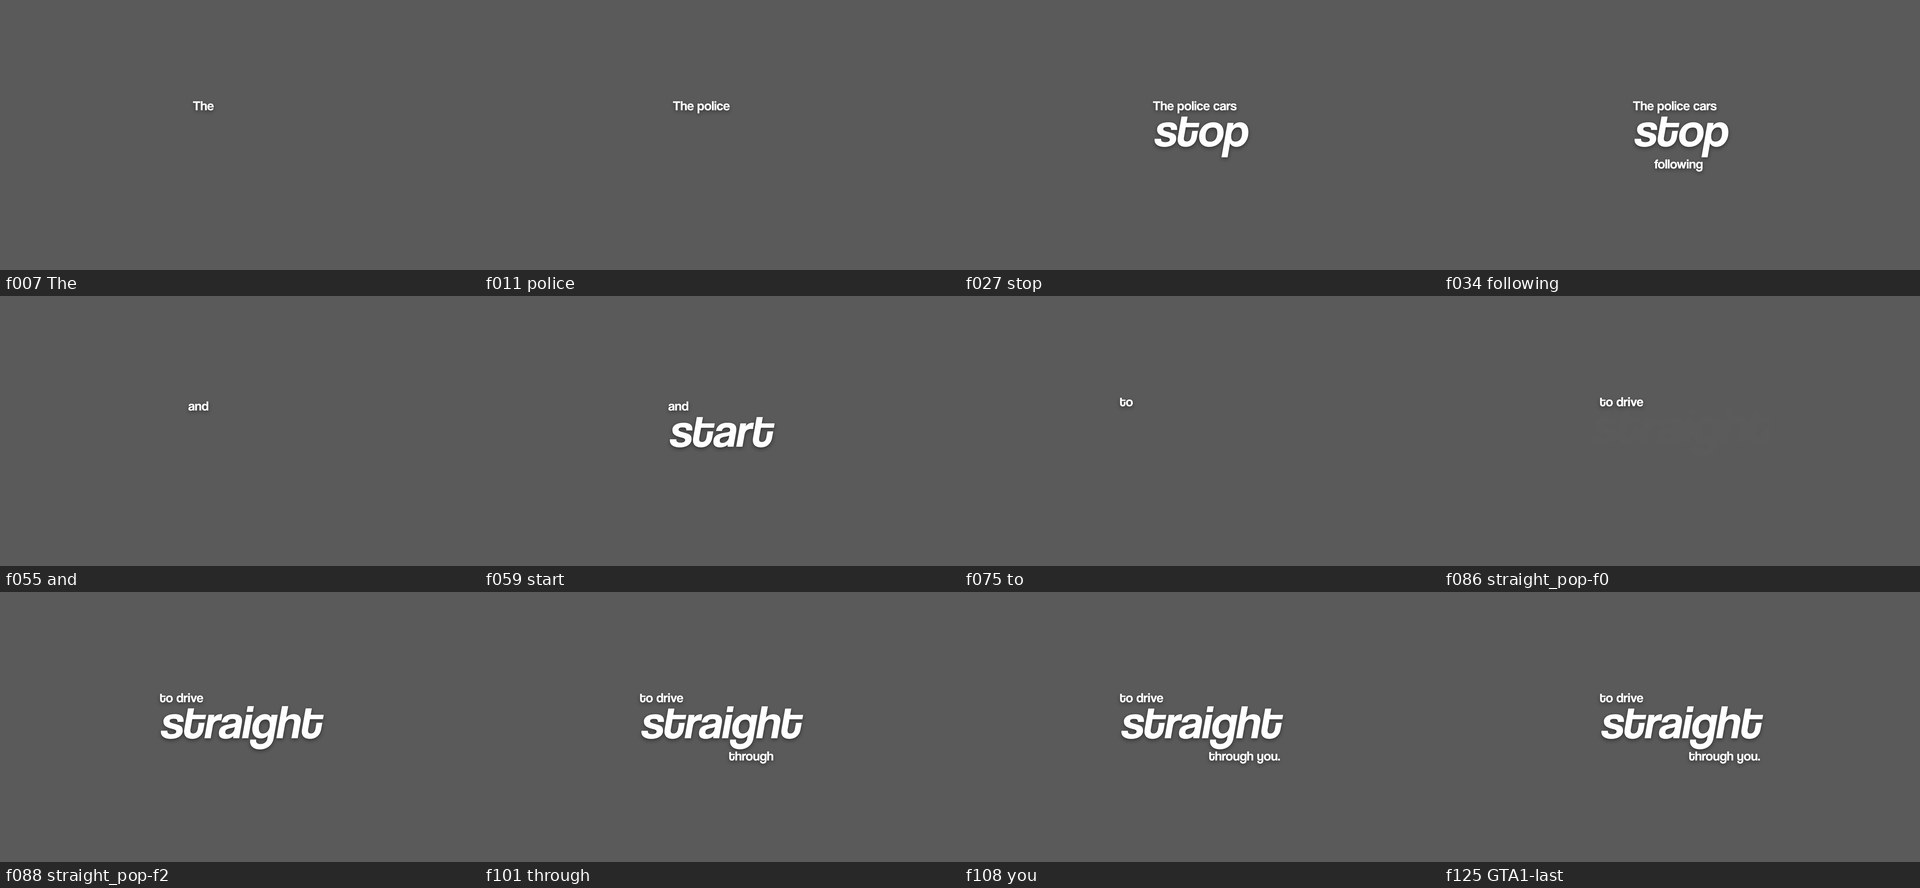 The
The police
The police cars
stop
The police cars
stop
following
f007 The
f011 police
f027 stop
f034 following
and
and
start
to
to drive
straight
f055 and
f059 start
f075 to
f086 straight_pop-f0
to drive
straight
to drive
straight
through
to drive
straight
through you.
to drive
straight
through you.
f088 straight_pop-f2
f101 through
f108 you
f125 GTA1-last